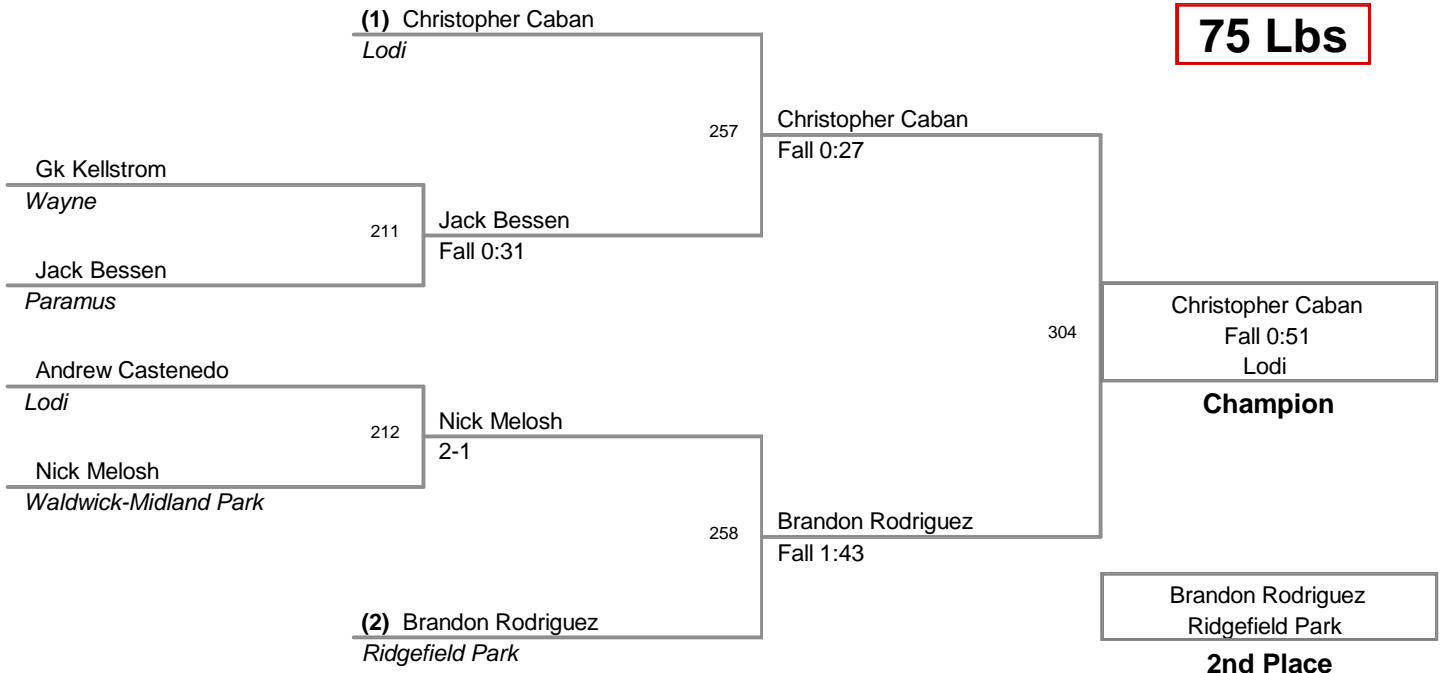 (1) Christopher Caban
Lodi
75 Lbs
257
Christopher Caban
Fall 0:27
Gk Kellstrom
Wayne
211
Jack Bessen
Fall 0:31
Jack Bessen
Paramus
304
Christopher Caban
Fall 0:51
Lodi
Champion
Andrew Castenedo
Lodi
212
Nick Melosh
2-1
Nick Melosh
Waldwick-Midland Park
258
Brandon Rodriguez
Fall 1:43
(2) Brandon Rodriguez
Ridgefield Park
Brandon Rodriguez
Ridgefield Park
2nd Place